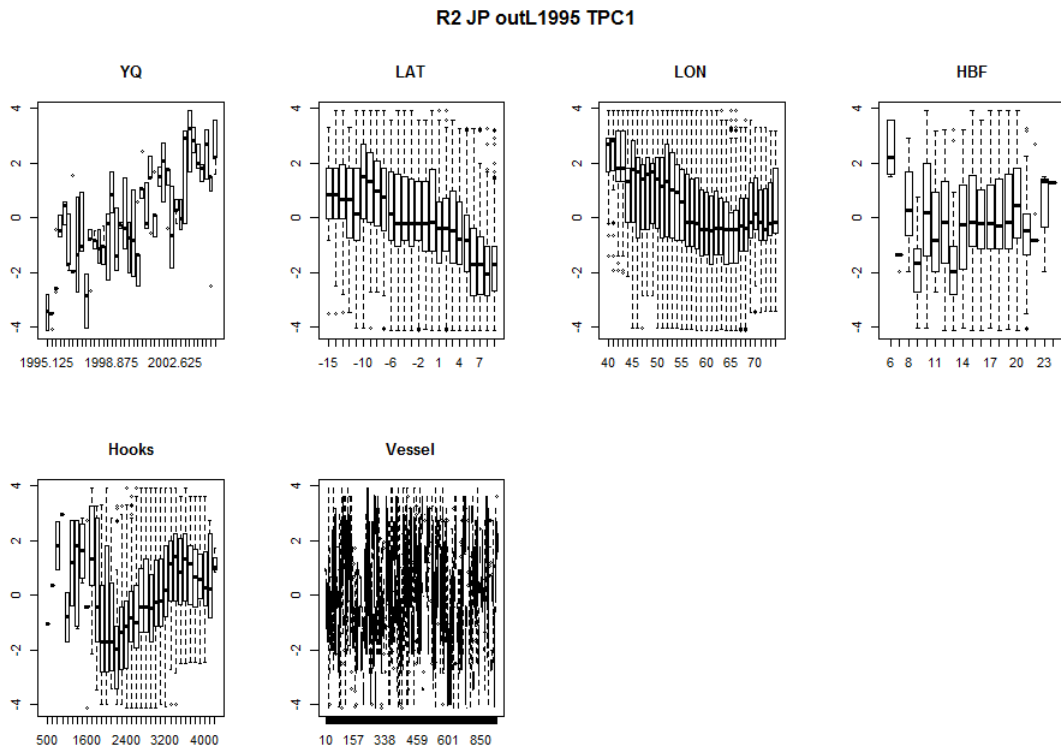 R2 JP outL1995 TPC1
YQ LAT LON HBF
4 4 4 4
2 2 2 2
0 0 0 0
-2 -2 -2 -2
-4 -4 -4 -4
1995.125 1998.875 2002.625 -15 -10 -6 -2 1 4 7 40 45 50 55 60 65 70 6 8 11 14 17 20 23
Hooks Vessel
4 4
2 2
0 0
-2 -2
-4 -4
500 1600 2400 3200 4000 10 157 338 459 601 850